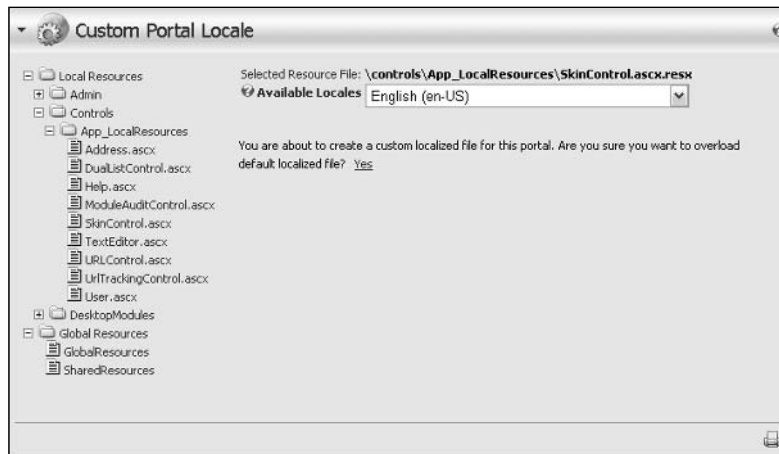 Custom Portal Locale
Local Resources
Admin
Controls
App_LocalResources
Address.ascx
DualListControl.ascx
Help.ascx
ModuleAuditControl.ascx
SkinControl.ascx
TextEditor.ascx
URLControl.ascx
UrlTrackingControl.ascx
User.ascx
DesktopModules
Global Resources
GlobalResources
SharedResources
Selected Resource File: \controls\App_LocalResources\SkinControl.ascx.resx
Available Locales English (en-US)
You are about to create a custom localized file for this portal. Are you sure you want to overload
default localized file? Yes